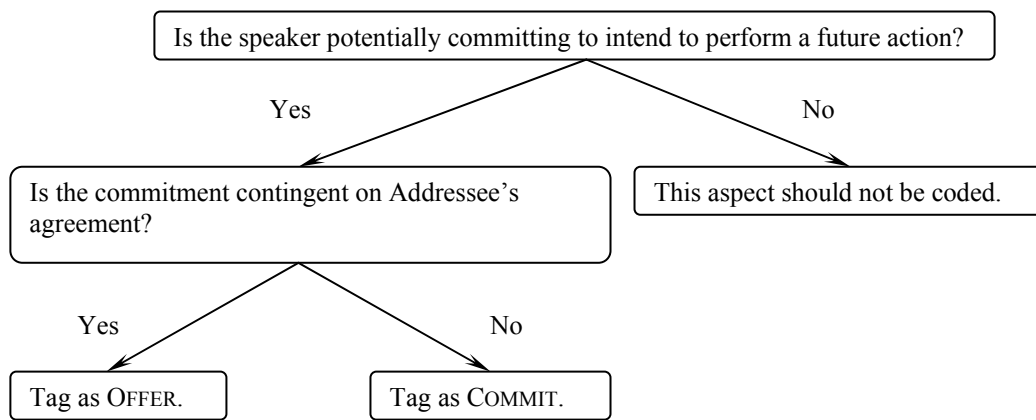 Is the speaker potentially committing to intend to perform a future action?
Yes
No
Is the commitment contingent on Addressee’s
agreement?
This aspect should not be coded.
Yes
No
Tag as OFFER.
Tag as COMMIT.